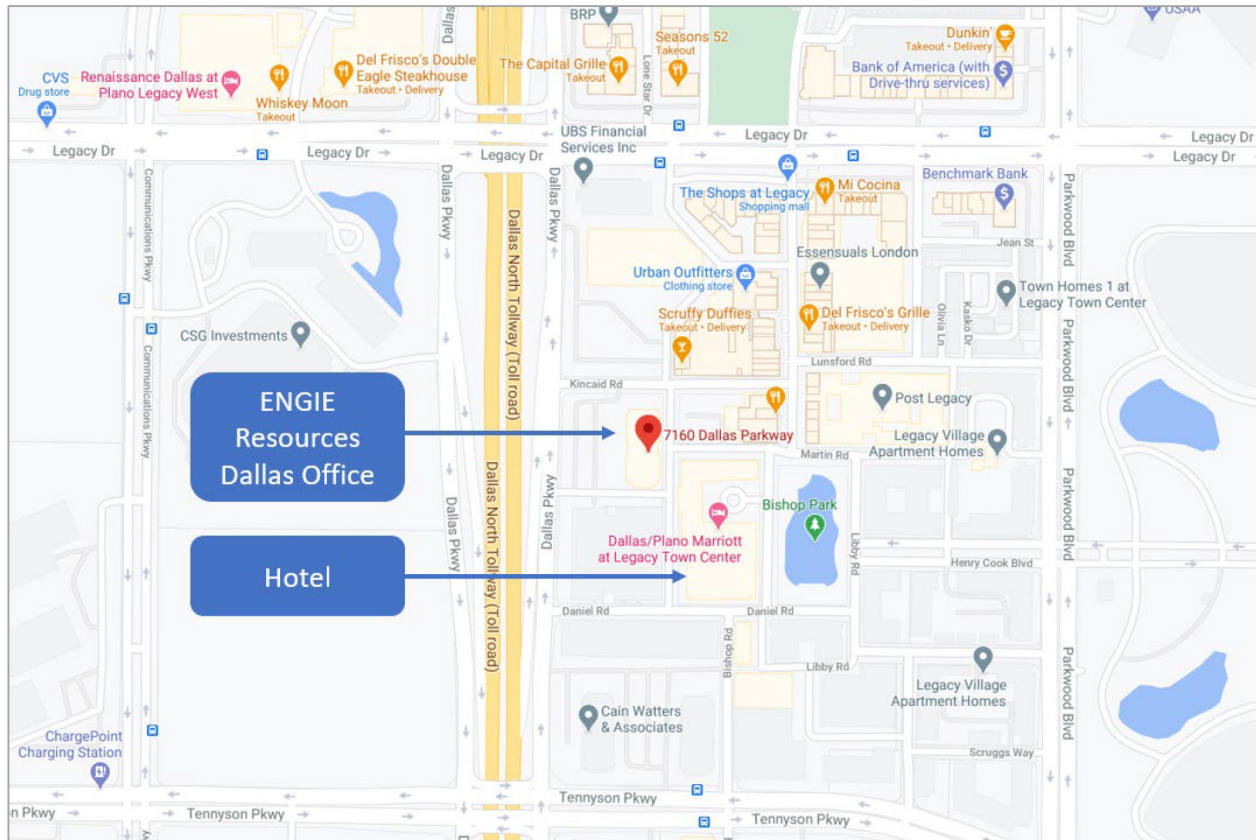 BRP
USAA
CVS
Drug store
Renaissance Dallas at
Plano Legacy West
Whiskey Moon
Takeout
Del Frisco's Double
Eagle Steakhouse
Takeout • Delivery
Dallas
The Capital Grille
Takeout
Lone Star Dr
Seasons 52
Takeout
Dunkin'
Takeout • Delivery
Bank of America (with
Drive-thru services)
Legacy Dr
Legacy Dr
Legacy Dr
Legacy Dr
Legacy Dr
Legacy Dr
Legacy Dr
UBS Financial
Services Inc
The Shops at Legacy
Shopping mall
Mi Cocina
Takeout
Benchmark Bank
Communications Pkwy
Dallas Pkwy
Dallas North Tollway (Toll road)
Dallas Pkwy
Parkwood Blvd
Parkwood Blvd
Jean St
Essensuals London
Urban Outfitters
Clothing store
Town Homes 1 at
Legacy Town Center
CSG Investments
Scruffy Duffies
Takeout • Delivery
Del Frisco's Grille
Takeout • Delivery
Olivia Ln
Kasko Dr
Parkwood Blvd
Communications Pkwy
Lunsford Rd
Kincaid Rd
ENGIE
Resources
Dallas Office
Post Legacy
7160 Dallas Parkway
Legacy Village
Apartment Homes
Martin Rd
Dallas North Tollway (Toll road)
Dallas Pkwy
Dallas Pkwy
Parkwood Blvd
Bishop Park
Dallas/Plano Marriott
at Legacy Town Center
Libby Rd
Henry Cook Blvd
Hotel
Daniel Rd
Daniel Rd
Bishop Rd
Libby Rd
Parkwood Blvd
Legacy Village
Apartment Homes
Cain Watters
& Associates
ChargePoint
Charging Station
Scruggs Way
Tennyson Pkwy
Tennyson Pkwy
on Pkwy
Tennyson Pkwy